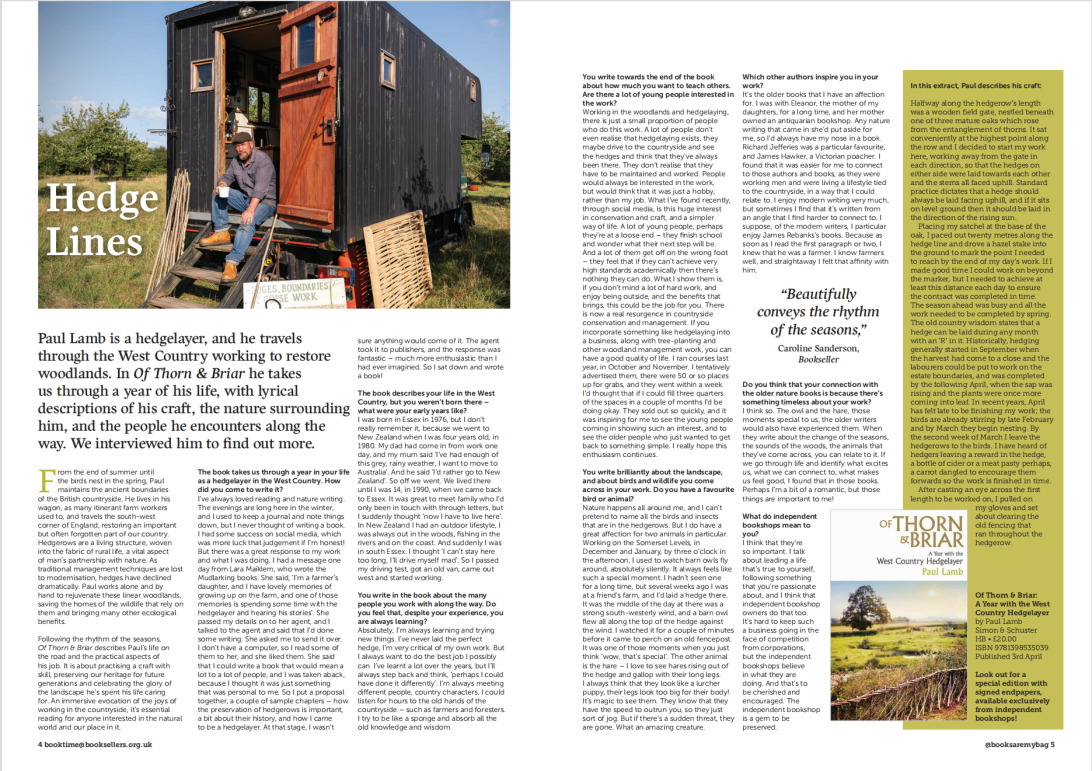 Hedge
Lines
GES, BOUNDARIES
WORK
Paul Lamb is a hedgelayer, and he travels
through the West Country working to restore
woodlands. In Of Thorn & Briar he takes
us through a year of his life, with lyrical
descriptions of his craft, the nature surrounding
him, and the people he encounters along the
way. We interviewed him to find out more.
From the end of summer until
the birds nest in the spring, Paul
maintains the ancient boundaries
of the British countryside. He lives in his
wagon, as many itinerant farm workers
used to, and travels the south-west
corner of England, restoring an important
but often forgotten part of our country.
Hedgerows are a living structure, woven
into the fabric of rural life, a vital aspect
of man's partnership with nature. As
traditional management techniques are lost
to modernisation, hedges have declined
dramatically. Paul works alone and by
hand to rejuvenate these linear woodlands,
saving the homes of the wildlife that rely on
them and bringing many other ecological
benefits.
Following the rhythm of the seasons,
Of Thorn & Briar describes Paul's life on
the road and the practical aspects of
his job. It is about practising a craft with
skill, preserving our heritage for future
generations and celebrating the glory of
the landscape he's spent his life caring
for. An immersive evocation of the joys of
working in the countryside, it's essential
reading for anyone interested in the natural
world and our place in it.
The book takes us through a year in your life
as a hedgelayer in the West Country. How
did you come to write it?
I've always loved reading and nature writing.
The evenings are long here in the winter,
and I used to keep a journal and note things
down, but I never thought of writing a book.
I had some success on social media, which
was more luck that judgement if I'm honest!
But there was a great response to my work
and what I was doing. I had a message one
day from Lara Maiklem, who wrote the
Mudlarking books. She said, 'I'm a farmer's
daughter, and I have lovely memories of
growing up on the farm, and one of those
memories is spending some time with the
hedgelayer and hearing his stories'. She
passed my details on to her agent, and I
talked to the agent and said that I'd done
some writing. She asked me to send it over.
I don't have a computer, so I read some of
them to her, and she liked them. She said
that I could write a book that would mean a
lot to a lot of people, and I was taken aback,
because I thought it was just something
that was personal to me. So I put a proposal
together, a couple of sample chapters – how
the preservation of hedgerows is important,
a bit about their history, and how I came
to be a hedgelayer. At that stage, I wasn't
sure anything would come of it. The agent
took it to publishers, and the response was
fantastic – much more enthusiastic than I
had ever imagined. So I sat down and wrote
a book!
The book describes your life in the West
Country, but you weren't born there –
what were your early years like?
I was born in Essex in 1976, but I don't
really remember it, because we went to
New Zealand when I was four years old, in
1980. My dad had come in from work one
day, and my mum said 'I've had enough of
this grey, rainy weather, I want to move to
Australia'. And he said 'I'd rather go to New
Zealand'. So off we went. We lived there
until I was 14, in 1990, when we came back
to Essex. It was great to meet family who I'd
only been in touch with through letters, but
I suddenly thought 'now I have to live here'.
In New Zealand I had an outdoor lifestyle, I
was always out in the woods, fishing in the
rivers and on the coast. And suddenly I was
in south Essex. I thought 'I can't stay here
too long, I'll drive myself mad'. So I passed
my driving test, got an old van, came out
west and started working.
You write in the book about the many
people you work with along the way. Do you
feel that, despite your experience, you
are always learning?
Absolutely, I'm always learning and trying
new things. I've never laid the perfect
hedge, I'm very critical of my own work. But
I always want to do the best job I possibly
can. I've learnt a lot over the years, but I'll
always step back and think, 'perhaps I could
have done it differently'. I'm always meeting
different people, country characters. I could
listen for hours to the old hands of the
countryside – such as farmers and foresters.
I try to be like a sponge and absorb all the
old knowledge and wisdom.
4 booktime@booksellers.org.uk
You write towards the end of the book
about how much you want to teach others.
Are there a lot of young people interested in
the work?
Working in the woodlands and hedgelaying,
there is just a small proportion of people
who do this work. A lot of people don't
even realise that hedgelaying exists, they
maybe drive to the countryside and see
the hedges and think that they've always
been there. They don't realise that they
have to be maintained or worked. People
would always be interested in the work,
but would think that it was just a hobby,
rather than my job. What I've found recently,
through social media, is this huge interest
in conservation and craft, and a simpler
way of life. A lot of young people, perhaps
they're at a loose end – they finish school
and wonder what their next step will be.
And a lot of them get off on the wrong foot
– they feel that if they can't achieve very
high standards academically then there's
nothing they can do. What I show them is,
if you don't mind a lot of hard work, and
enjoy being outside, and the benefits that
brings, this could be the job for you. There
is now a real resurgence in country
conservation and management. If you
incorporate something like hedgelaying into
a business, along with tree-planting and
other woodland management work, you can
have a good quality of life. I ran courses last
year, in October and November. I tentatively
advertised them, there were 50 or so places
up for grabs, and they went within a week.
I'd thought that if I could fill three quarters
of the spaces in a couple of months I'd be
doing okay. They sold out so quickly, and it
was inspiring for me to see the young people
coming in showing such an interest, and to
see the older people who just wanted to get
back to something simple. I really hope this
enthusiasm continues.
You write brilliantly about the landscape,
and about birds and wildlife you come
across in your work. Do you have a favourite
bird or animal?
Nature happens all around me, and I can't
pretend to name all the birds and insects
that are in the hedgerows. But I do have a
great affection for two animals in particular.
Working on the Somerset Levels, in
December and January, by three o'clock in
the afternoon, I used to watch barn owls fly
around, absolutely silently. It always feels
like such a special moment. I hadn't seen one
for a long time, but several weeks ago I was
at a friend's farm, and I'd laid a hedge there.
It was the middle of the day at there was a
strong south-westerly wind, and a barn owl
flew along the top of the hedge against
the wind. I watched it for a couple of minutes
before it came to perch on an old fencepost.
It was one of those moments when you just
think 'wow, that's special'. The other animal
is the hare – I love to see hares rising out of
the hedge and gallop with their long legs.
I always think that they look like a lurcher
puppy, their legs look too big for their body!
It's magic to see them. They know that they
have the speed to outrun you, so they just
sort of jog. But if there's a sudden threat, they
are gone. What an amazing creature.
Which other authors inspire you in your
work?
It's the older books that I have an affection
for. I was with Eleanor, the mother of my
daughters, for a long time, and her mother
owned an antiquarian bookshop. Any nature
writing that came in she'd put aside for
me, so I'd always have my nose in a book.
Richard Jefferies was a particular favourite,
and James Hawker, a Victorian poacher. I
found that it was easier for me to connect
to those authors and books, as they were
working men and were living a lifestyle tied
to the countryside, in a way that I could
relate to. I enjoy modern writing very much,
but sometimes I find that it's written from
an angle that I find harder to connect to. I
suppose, of the modern writers, I particular
enjoy James Rebanks's books. Because as
soon as I read the first paragraph or two, I
knew that he was a farmer. I know farmers
well, and straightaway I felt that affinity with
him.
“Beautifully
conveys the rhythm
of the seasons,”
Caroline Sanderson,
Bookseller
Do you think that your connection with
the older nature books is because there's
something timeless about your work?
I think so. The owl and the hare, those
moments special to us, the older writers
would also have experienced them. When
they write about the change of the seasons,
the sounds of the woods, the animals that
they've come across, you can relate to it. If
we go through life and identify what excites
us, what we can connect to, what makes
us feel good, I found that in those books.
Perhaps I'm a bit of a romantic, but those
things are important to me!
What do independent
bookshops mean to
you?
I think that they're
so important. I talk
about leading a life
that's true to yourself,
following something
that you're passionate
about, and I think that
independent bookshop
owners do that too.
It's hard to keep such
a business going in the
face of competition
from corporations,
but the independent
bookshops believe
in what they are
doing. And that's to
be cherished and
encouraged. The
independent bookshop
is a gem to be
preserved.
In this extract, Paul describes his craft:
Halfway along the hedgerow's length
was a wooden field gate, nestled beneath
one of three mature oaks which rose
from the entanglement of thorns. It sat
conveniently at the highest point along
the row and I decided to start my work
here, working away from the gate in
each direction, so that the hedges on
either side were laid towards each other
and the stems all faced uphill. Standard
practice dictates that a hedge should
always be laid facing uphill, and if it sits
on level ground then it should be laid in
the direction of the rising sun.
Placing my satchel at the base of the
oak, I paced out twenty metres along the
hedge line and drove a hazel stake into
the ground to mark the point I needed
to reach by the end of my day's work. If I
made good time I could work on beyond
the marker, but I needed to achieve at
least this distance each day to ensure
the contract was completed in time.
The season ahead was busy and all the
work needed to be completed by spring.
The old country wisdom states that a
hedge can be laid during any month
with an 'R' in it. Historically, hedging
generally started in September when
the harvest had come to a close and the
labourers could be put to work on the
estate boundaries, and was completed
by the following April, when the sap was
rising and the plants were once more
coming into leaf. In recent years, April
has felt late to be finishing my work; the
birds are already stirring by late February
and by March they begin nesting. By
the second week of March I leave the
hedgerows to the birds. I have heard of
hedgers leaving a reward in the hedge,
a bottle of cider or a meat pasty perhaps,
a carrot dangled to encourage them
forwards so the work is finished in time.
After casting an eye across the first
length to be worked on, I pulled on
my gloves and set
about clearing the
old fencing that
ran throughout the
hedgerow.
OF THORN
& BRIAR
A Year with the
West Country Hedgelayer
Paul Lamb
Of Thorn & Briar:
A Year with the West
Country Hedgelayer
by Paul Lamb
Simon & Schuster
HB • £20.00
ISBN 9781398535039
Published 3rd April
Look out for a
special edition with
signed endpapers,
available exclusively
from independent
bookshops!
@booksaremybag 5